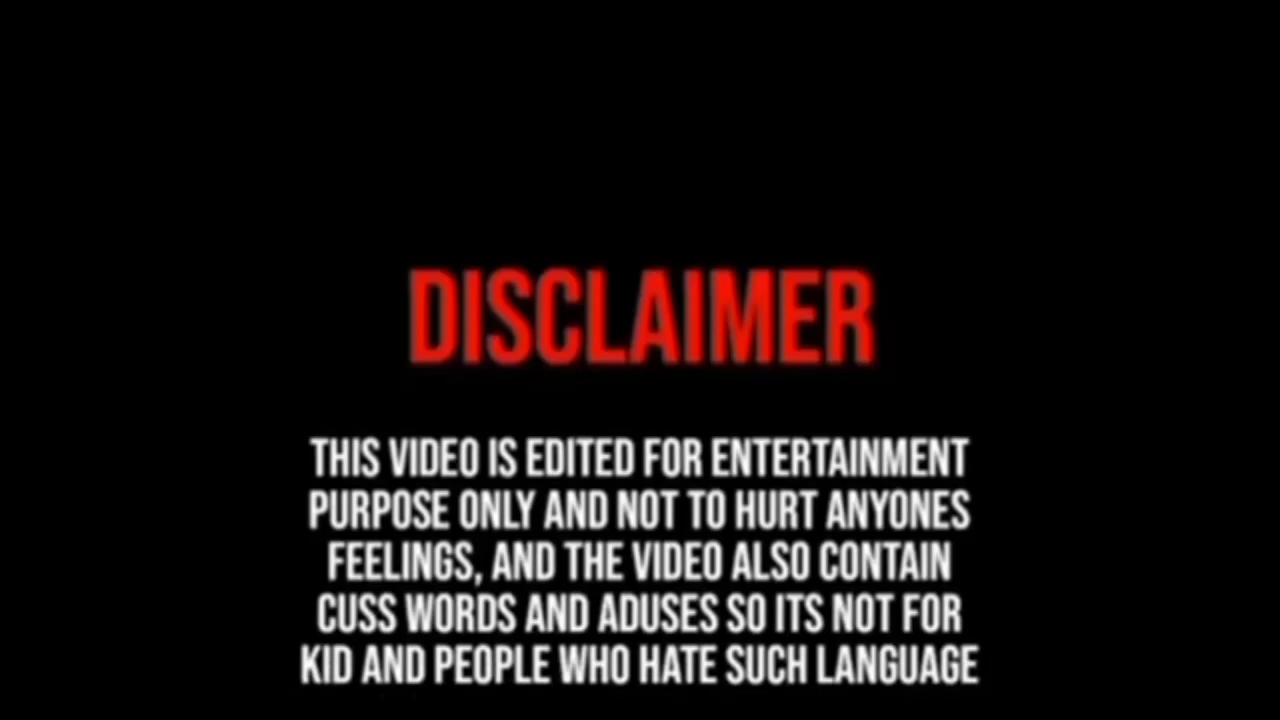 DISCLAIMER
THIS VIDEO IS EDITED FOR ENTERTAINMENT
PURPOSE ONLY AND NOT TO HURT ANYONES
FEELINGS, AND THE VIDEO ALSO CONTAIN
CUSS WORDS AND ADUSES SO ITS NOT FOR
KID AND PEOPLE WHO HATE SUCH LANGUAGE